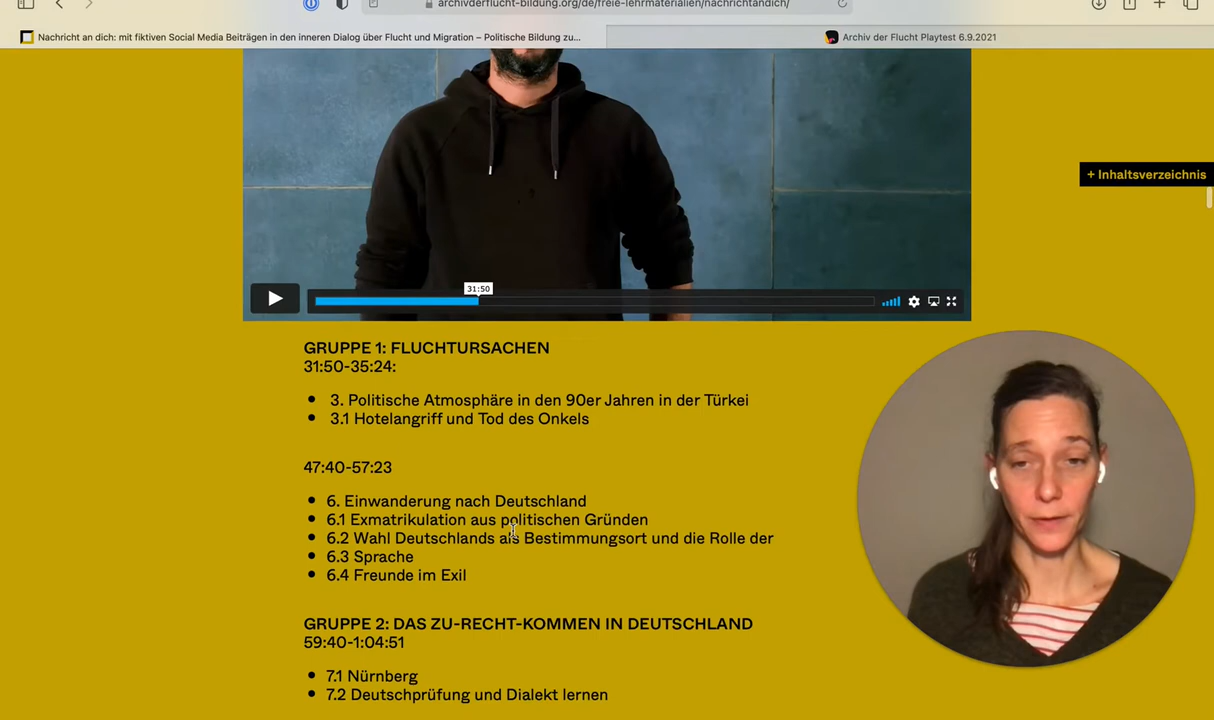 archivderflucht-bildung.org/de/freie-lehrmaterialien/nachrichtandich/
Nachricht an dich: mit fiktiven Social Media Beiträgen in den inneren Dialog über Flucht und Migration – Politische Bildung zu...
Archiv der Flucht Playtest 6.9.2021
+ Inhaltsverzeichnis
31:50
GRUPPE 1: FLUCHTURSACHEN
31:50-35:24:
• 3. Politische Atmosphäre in den 90er Jahren in der Türkei
• 3.1 Hotelangriff und Tod des Onkels
47:40-57:23
• 6. Einwanderung nach Deutschland
• 6.1 Exmatrikulation aus politischen Gründen
• 6.2 Wahl Deutschlands als Bestimmungsort und die Rolle der
• 6.3 Sprache
• 6.4 Freunde im Exil
GRUPPE 2: DAS ZU-RECHT-KOMMEN IN DEUTSCHLAND
59:40-1:04:51
• 7.1 Nürnberg
• 7.2 Deutschprüfung und Dialekt lernen